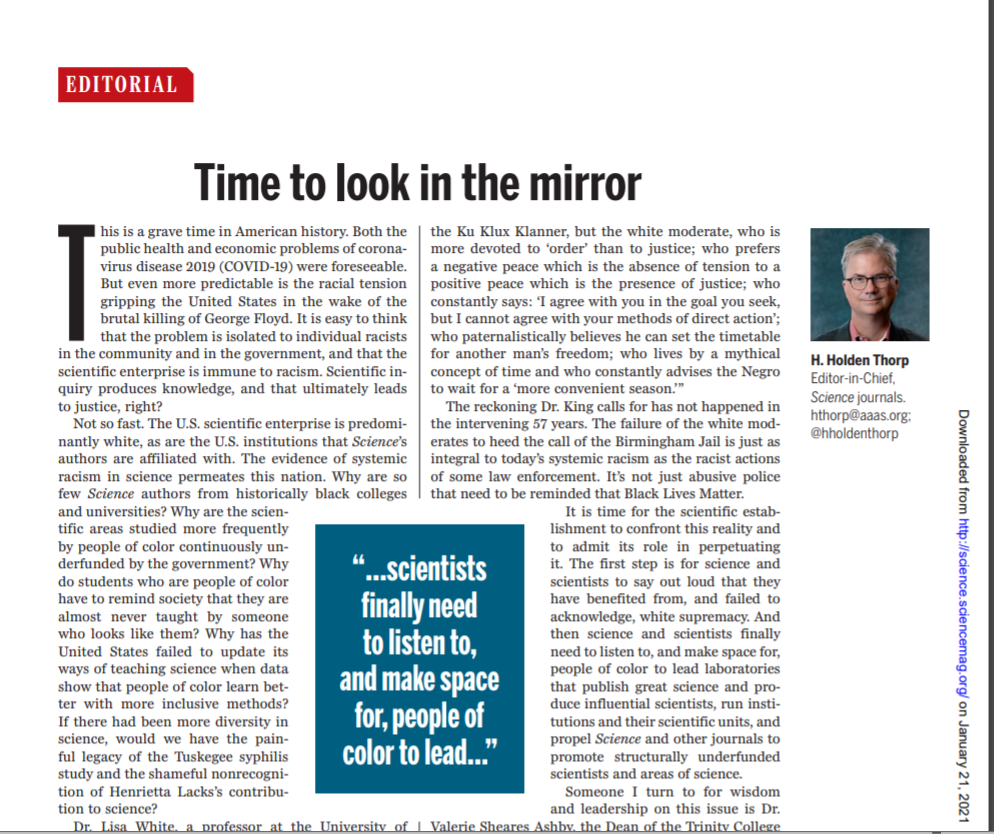 EDITORIAL
Time to look in the mirror
This is a grave time in American history. Both the
public health and economic problems of corona-
virus disease 2019 (COVID-19) were foreseeable.
But even more predictable is the racial tension
gripping the United States in the wake of the
brutal killing of George Floyd. It is easy to think
that the problem is isolated to individual racists
in the community and in the government, and that the
scientific enterprise is immune to racism. Scientific in-
quiry produces knowledge, and that ultimately leads
to justice, right?
Not so fast. The U.S. scientific enterprise is predomi-
nantly white, as are the U.S. institutions that Science's
authors are affiliated with. The evidence of systemic
racism in science permeates this nation. Why are so
few Science authors from historically black colleges
and universities? Why are the scien-
tific areas studied more frequently
by people of color continuously un-
derfunded by the government? Why
do students who are people of color
have to remind society that they are
almost never taught by someone
who looks like them? Why has the
United States failed to update its
ways of teaching science when data
show that people of color learn bet-
ter with more inclusive methods?
If there had been more diversity in
science, would we have the pain-
ful legacy of the Tuskegee syphilis
study and the shameful nonrecogni-
tion of Henrietta Lacks's contribu-
tion to science?
Dr. Lisa White, a professor at the University of
the Ku Klux Klanner, but the white moderate, who is
more devoted to ‘order’ than to justice; who prefers
a negative peace which is the absence of tension to a
positive peace which is the presence of justice; who
constantly says: ‘I agree with you in the goal you seek,
but I cannot agree with your methods of direct action’;
who paternalistically believes he can set the timetable
for another man’s freedom; who lives by a mythical
concept of time and who constantly advises the Negro
to wait for a ‘more convenient season.’”
The reckoning Dr. King calls for has not happened in
the intervening 57 years. The failure of the white mod-
erates to heed the call of the Birmingham Jail is just as
integral to today’s systemic racism as the racist actions
of some law enforcement. It’s not just abusive police
that need to be reminded that Black Lives Matter.
It is time for the scientific estab-
lishment to confront this reality and
to admit its role in perpetuating
it. The first step is for science and
scientists to say out loud that they
have benefited from, and failed to
acknowledge, white supremacy. And
then science and scientists finally
need to listen to, and make space for,
people of color to lead laboratories
that publish great science and pro-
duce influential scientists, run insti-
tutions and their scientific units, and
propel Science and other journals to
promote structurally underfunded
scientists and areas of science.
Someone I turn to for wisdom
and leadership on this issue is Dr.
Valerie Sheares Ashby, the Dean of the Trinity College
“...scientists
finally need
to listen to,
and make space
for, people of
color to lead...”
H. Holden Thorp
Editor-in-Chief,
Science journals.
hthorp@aaas.org;
@hholdenthorp
Downloaded from http://science.sciencemag.org/ on January 21, 2021